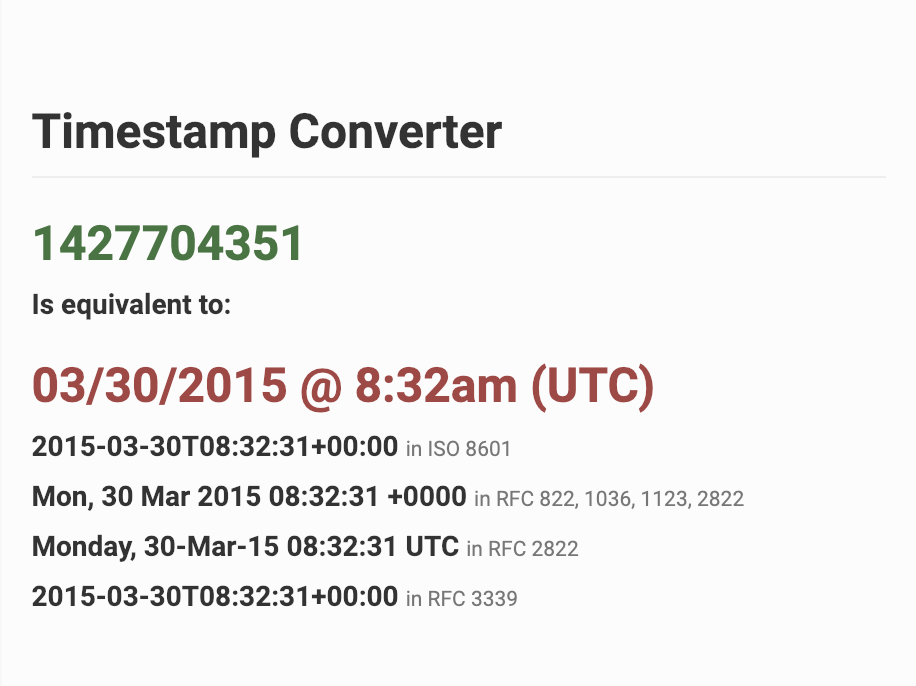 Timestamp Converter
1427704351
Is equivalent to:
03/30/2015 @ 8:32am (UTC)
2015-03-30T08:32:31+00:00 in ISO 8601
Mon, 30 Mar 2015 08:32:31 +0000 in RFC 822, 1036, 1123, 2822
Monday, 30-Mar-15 08:32:31 UTC in RFC 2822
2015-03-30T08:32:31+00:00 in RFC 3339